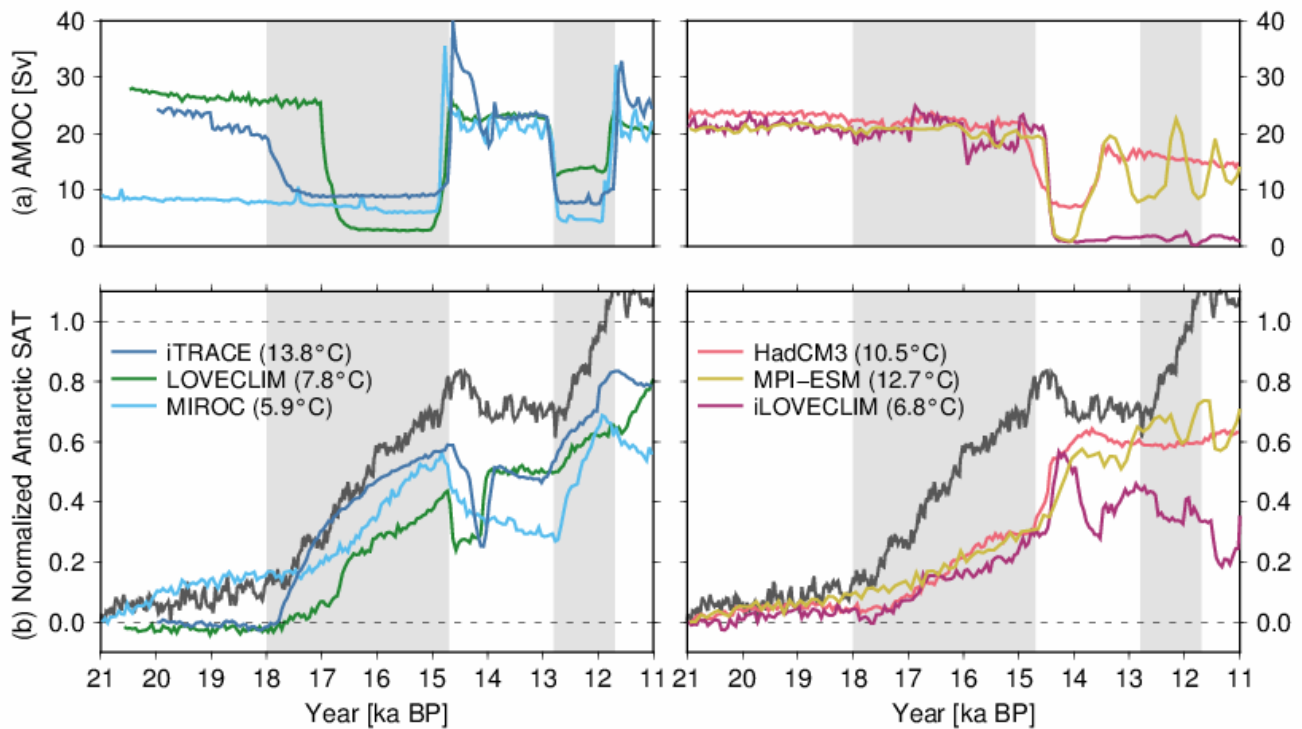 40
30
20
10
0
(a) AMOC [Sv]
40
30
20
10
0
1.0
0.8
0.6
0.4
0.2
0.0
(b) Normalized Antarctic SAT
iTRACE (13.8°C)
LOVECLIM (7.8°C)
MIROC (5.9°C)
HadCM3 (10.5°C)
MPI−ESM (12.7°C)
iLOVECLIM (6.8°C)
1.0
0.8
0.6
0.4
0.2
0.0
21 20 19 18 17 16 15 14 13 12 11
21 20 19 18 17 16 15 14 13 12 11
Year [ka BP]
Year [ka BP]